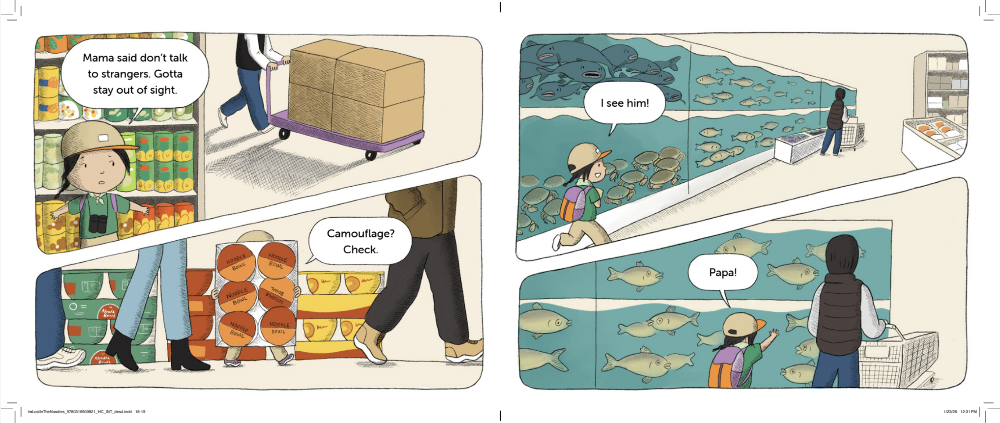 Mama said don't talk
to strangers. Gotta
stay out of sight.
Camouflage?
Check.
NOODLE
BOWL
NOODLE
BOWL
NOODLE
BOWL
NOODLE
BOWL
NOODLE
BOWL
NOODLE
BOWL
Noodle
Bowl
Noodle
Bowl
I see him!
Papa!
ImLostInTheNoodles_9780316500821_HC_INT_des4.indd 18-19
1/23/26 12:31 PM